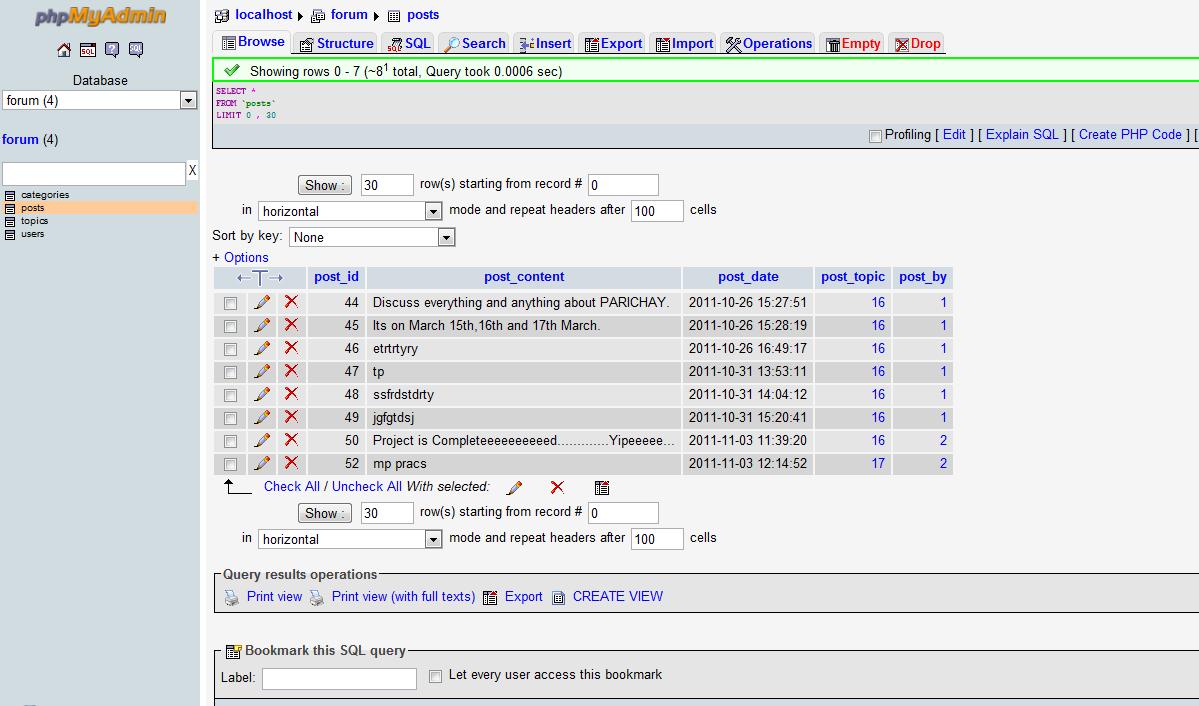 phpMyAdmin
Database
forum (4)
forum (4)
X
categories
posts
topics
users
localhost forum posts
Browse Structure SQL Search Insert Export Import Operations Empty Drop
Showing rows 0 - 7 (~8¹ total, Query took 0.0006 sec)
SELECT *
FROM `posts`
LIMIT 0 , 30
Profiling [ Edit ] [ Explain SQL ] [ Create PHP Code ] [
Show : 30 row(s) starting from record # 0
in horizontal mode and repeat headers after 100 cells
Sort by key: None
+ Options
←T→ post_id post_content post_date post_topic post_by
44 Discuss everything and anything about PARICHAY. 2011-10-26 15:27:51 16 1
45 Its on March 15th,16th and 17th March. 2011-10-26 15:28:19 16 1
46 etrtrtyry 2011-10-26 16:49:17 16 1
47 tp 2011-10-31 13:53:11 16 1
48 ssfrdstdrty 2011-10-31 14:04:12 16 1
49 jgfgtdsj 2011-10-31 15:20:41 16 1
50 Project is Completeeeeeeeeeed............Yipeeeee... 2011-11-03 11:39:20 16 2
52 mp pracs 2011-11-03 12:14:52 17 2
Check All / Uncheck All With selected:
Show : 30 row(s) starting from record # 0
in horizontal mode and repeat headers after 100 cells
Query results operations
Print view Print view (with full texts) Export CREATE VIEW
Bookmark this SQL query
Label: Let every user access this bookmark